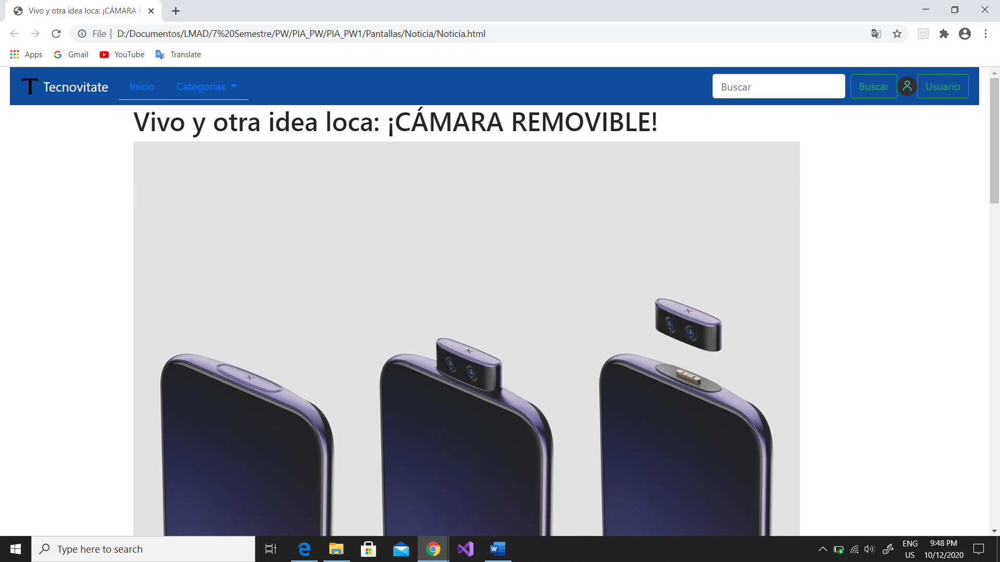 Vivo y otra idea loca: ¡CÁMARA R
File | D:/Documentos/LMAD/7%20Semestre/PW/PIA_PW/PIA_PW1/Pantallas/Noticia/Noticia.html
Apps Gmail YouTube Translate
T Tecnovitate Inicio Categorias Buscar Buscar Usuario
Vivo y otra idea loca: ¡CÁMARA REMOVIBLE!
Type here to search
ENG 9:48 PM
US 10/12/2020